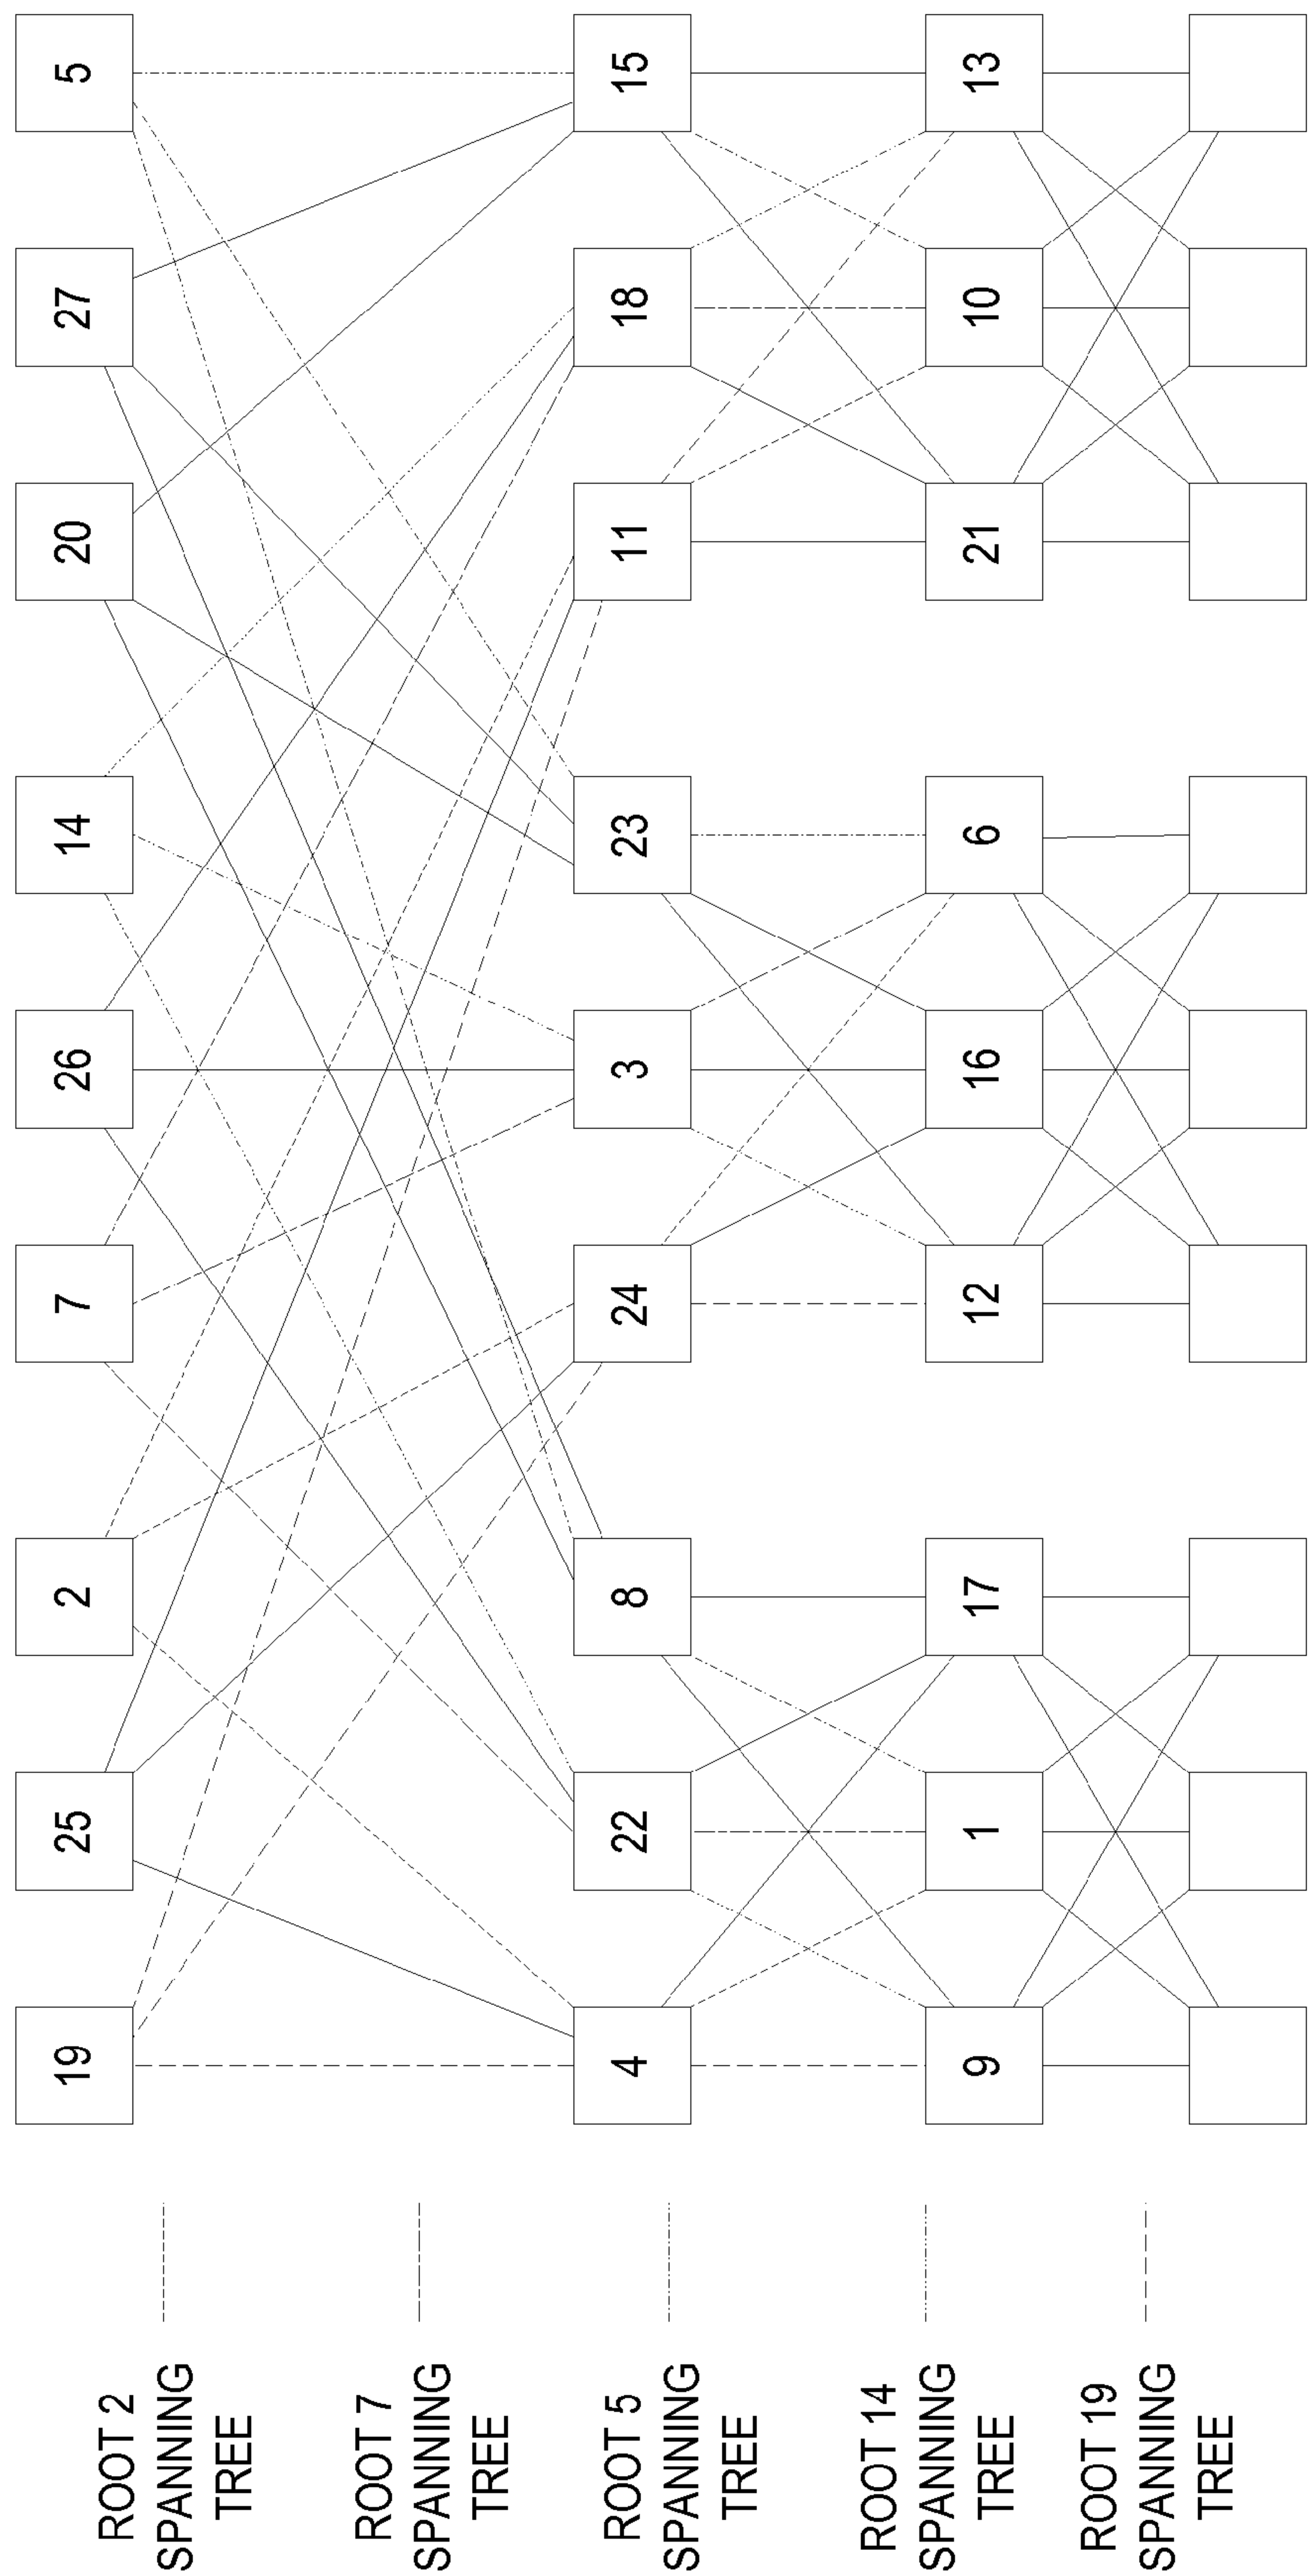 ROOT 2
SPANNING
TREE
ROOT 7
SPANNING
TREE
ROOT 5
SPANNING
TREE
ROOT 14
SPANNING
TREE
ROOT 19
SPANNING
TREE
19 25 2 7 26 14 20 27 5
4 22 8 24 3 23 11 18 15
9 1 17 12 16 6 21 10 13